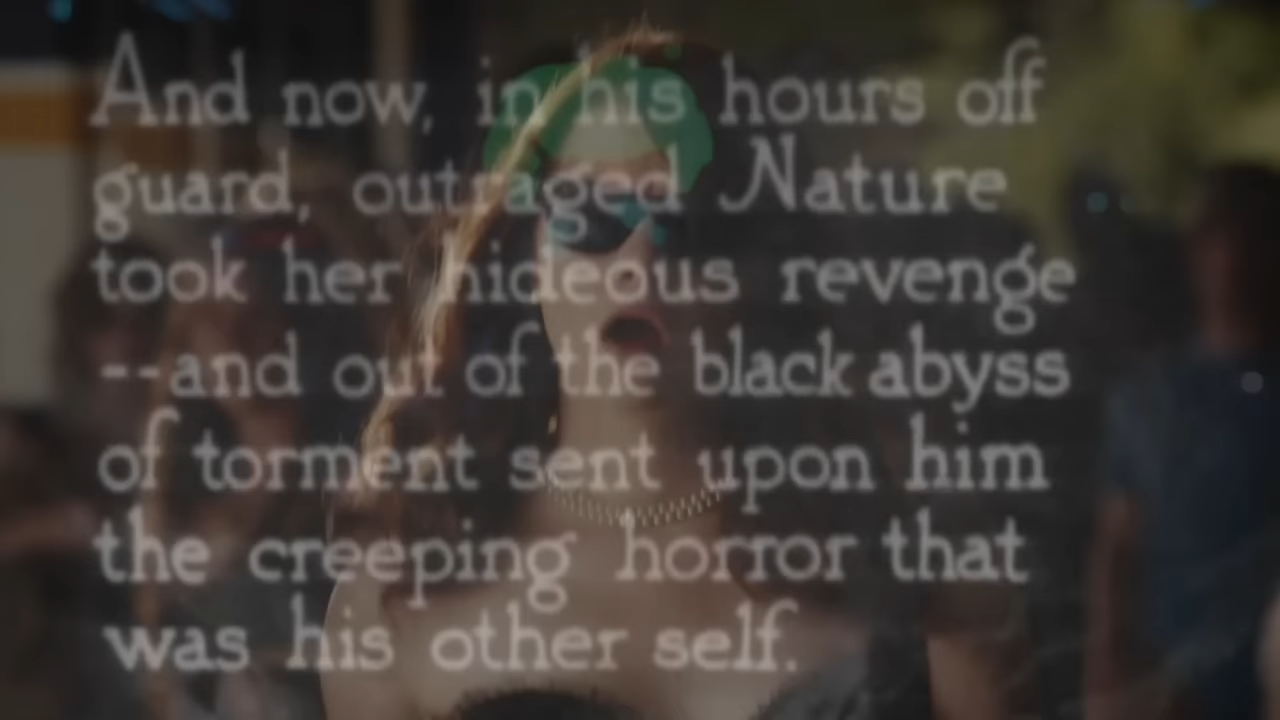 And now, in his hours off
guard, outraged Nature
took her hideous revenge
--and out of the black abyss
of torment sent upon him
the creeping horror that
was his other self.